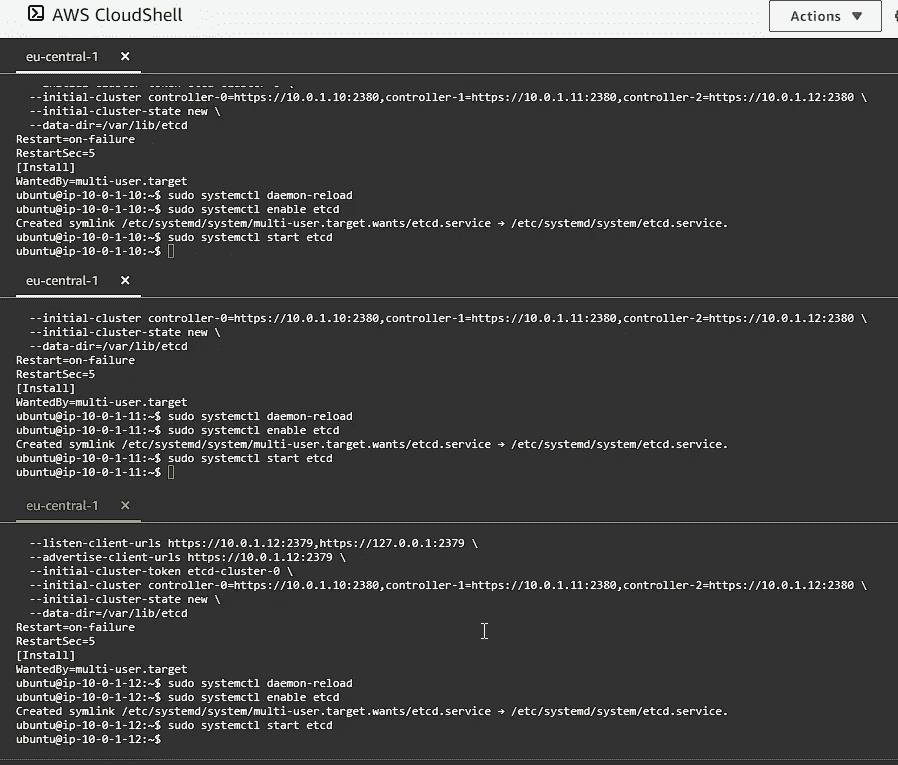 AWS CloudShell
Actions ▼
eu-central-1 ×
--initial-cluster controller-0=https://10.0.1.10:2380,controller-1=https://10.0.1.11:2380,controller-2=https://10.0.1.12:2380 \
--initial-cluster-state new \
--data-dir=/var/lib/etcd
Restart=on-failure
RestartSec=5
[Install]
WantedBy=multi-user.target
ubuntu@ip-10-0-1-10:~$ sudo systemctl daemon-reload
ubuntu@ip-10-0-1-10:~$ sudo systemctl enable etcd
Created symlink /etc/systemd/system/multi-user.target.wants/etcd.service → /etc/systemd/system/etcd.service.
ubuntu@ip-10-0-1-10:~$ sudo systemctl start etcd
ubuntu@ip-10-0-1-10:~$
eu-central-1 ×
--initial-cluster controller-0=https://10.0.1.10:2380,controller-1=https://10.0.1.11:2380,controller-2=https://10.0.1.12:2380 \
--initial-cluster-state new \
--data-dir=/var/lib/etcd
Restart=on-failure
RestartSec=5
[Install]
WantedBy=multi-user.target
ubuntu@ip-10-0-1-11:~$ sudo systemctl daemon-reload
ubuntu@ip-10-0-1-11:~$ sudo systemctl enable etcd
Created symlink /etc/systemd/system/multi-user.target.wants/etcd.service → /etc/systemd/system/etcd.service.
ubuntu@ip-10-0-1-11:~$ sudo systemctl start etcd
ubuntu@ip-10-0-1-11:~$
eu-central-1 ×
--listen-client-urls https://10.0.1.12:2379,https://127.0.0.1:2379 \
--advertise-client-urls https://10.0.1.12:2379 \
--initial-cluster-token etcd-cluster-0 \
--initial-cluster controller-0=https://10.0.1.10:2380,controller-1=https://10.0.1.11:2380,controller-2=https://10.0.1.12:2380 \
--initial-cluster-state new \
--data-dir=/var/lib/etcd
Restart=on-failure
RestartSec=5
[Install]
WantedBy=multi-user.target
ubuntu@ip-10-0-1-12:~$ sudo systemctl daemon-reload
ubuntu@ip-10-0-1-12:~$ sudo systemctl enable etcd
Created symlink /etc/systemd/system/multi-user.target.wants/etcd.service → /etc/systemd/system/etcd.service.
ubuntu@ip-10-0-1-12:~$ sudo systemctl start etcd
ubuntu@ip-10-0-1-12:~$